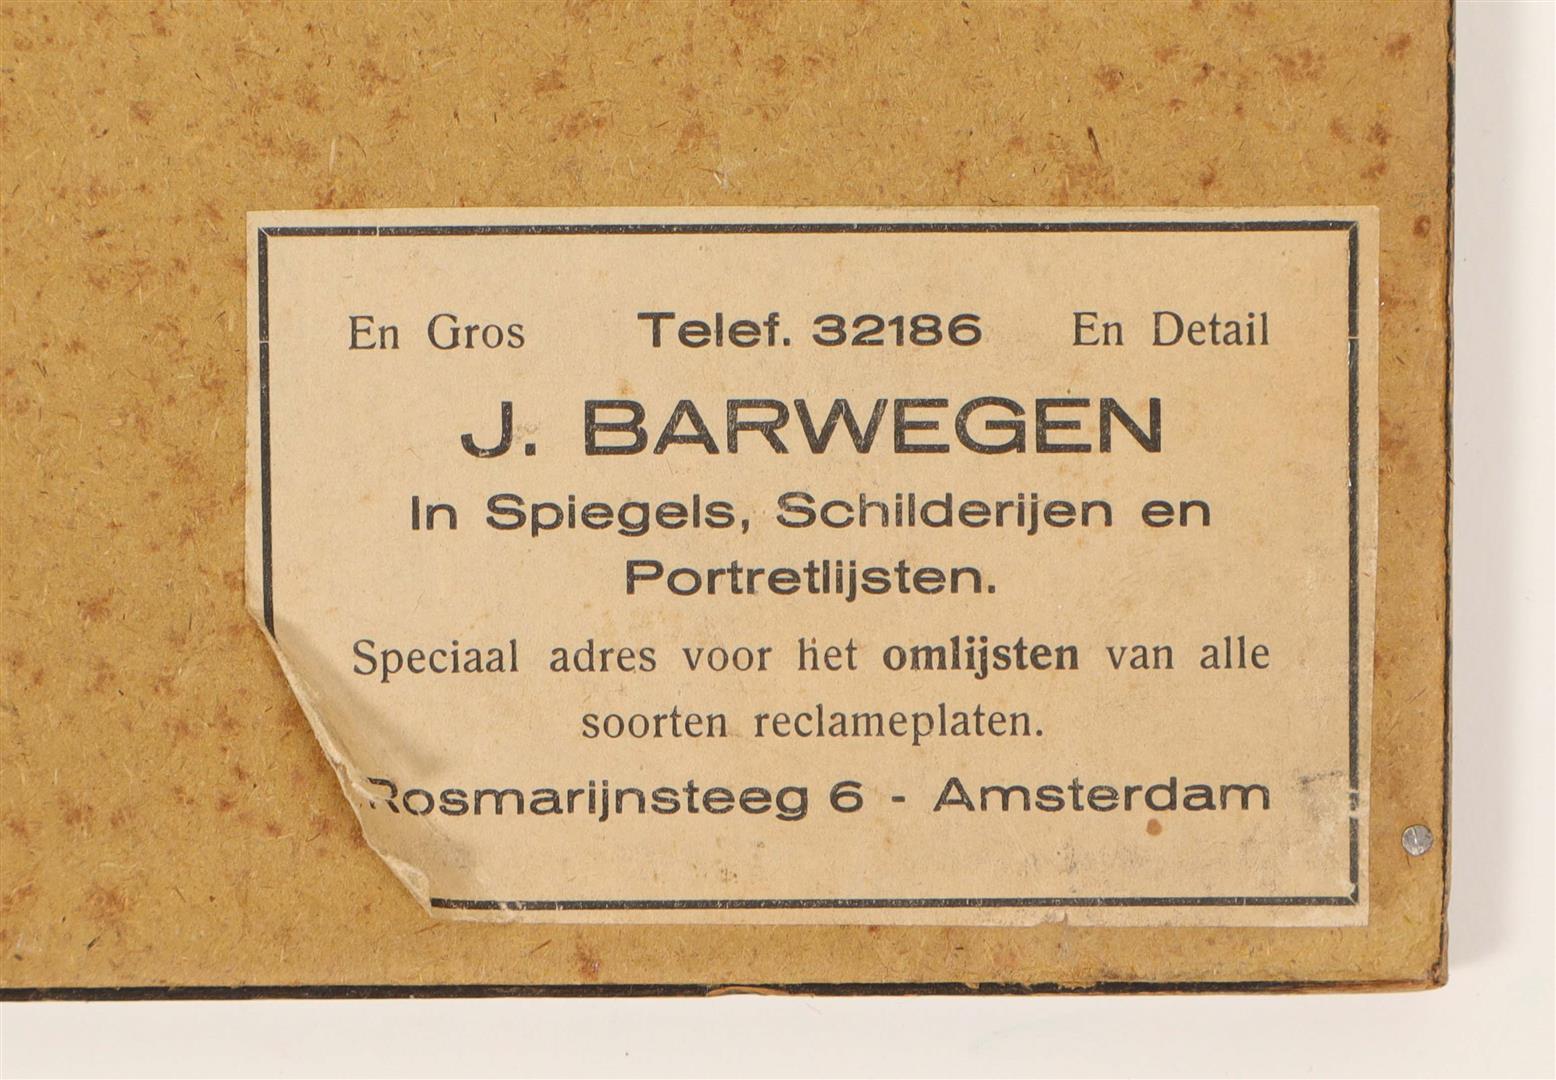 En Gros Telef. 32186 En Detail
J. BARWEGEN
In Spiegels, Schilderijen en
Portretlijsten.
Speciaal adres voor het omlijsten van alle
soorten reclameplaten.
Rosmarijnsteeg 6 - Amsterdam